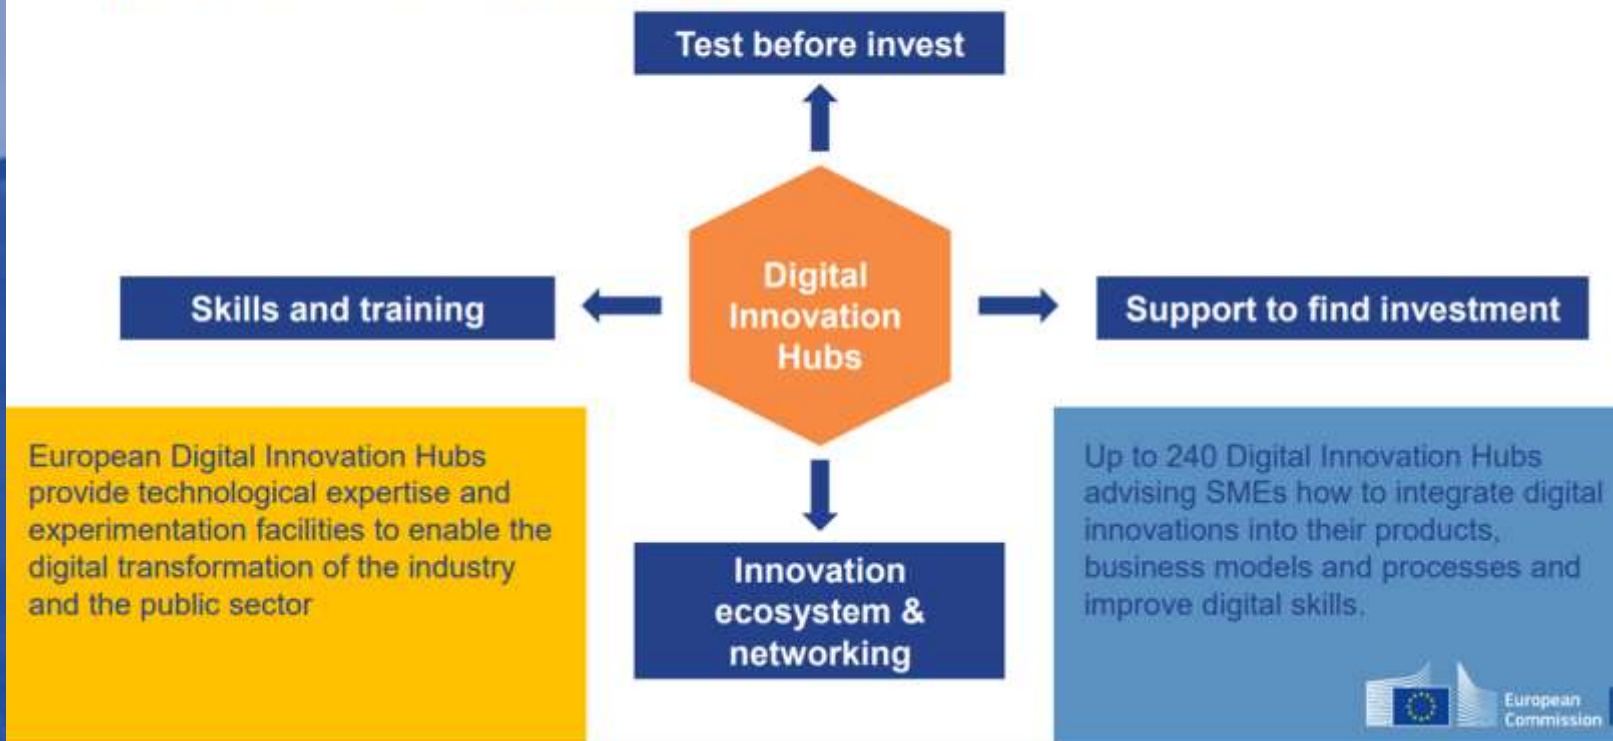 Test before invest
Digital
Innovation
Hubs
Skills and training
Support to find investment
European Digital Innovation Hubs
provide technological expertise and
experimentation facilities to enable the
digital transformation of the industry
and the public sector
Innovation
ecosystem &
networking
Up to 240 Digital Innovation Hubs
advising SMEs how to integrate digital
innovations into their products,
business models and processes and
improve digital skills.
European
Commission